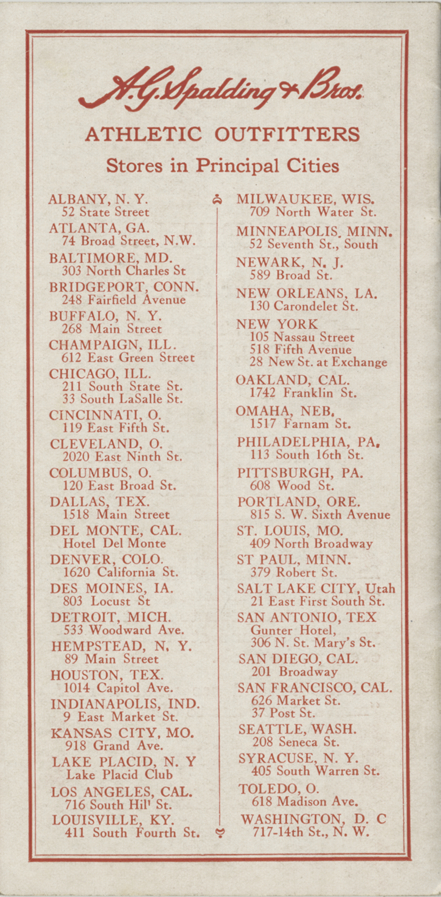 A.G. Spalding & Bros.
ATHLETIC OUTFITTERS
Stores in Principal Cities
ALBANY, N. Y.
52 State Street
ATLANTA, GA.
74 Broad Street, N.W.
BALTIMORE, MD.
303 North Charles St
BRIDGEPORT, CONN.
248 Fairfield Avenue
BUFFALO, N. Y.
268 Main Street
CHAMPAIGN, ILL.
612 East Green Street
CHICAGO, ILL.
211 South State St.
33 South LaSalle St.
CINCINNATI, O.
119 East Fifth St.
CLEVELAND, O.
2020 East Ninth St.
COLUMBUS, O.
120 East Broad St.
DALLAS, TEX.
1518 Main Street
DEL MONTE, CAL.
Hotel Del Monte
DENVER, COLO.
1620 California St.
DES MOINES, IA.
803 Locust St
DETROIT, MICH.
533 Woodward Ave.
HEMPSTEAD, N. Y.
89 Main Street
HOUSTON, TEX.
1014 Capitol Ave.
INDIANAPOLIS, IND.
9 East Market St.
KANSAS CITY, MO.
918 Grand Ave.
LAKE PLACID, N. Y
Lake Placid Club
LOS ANGELES, CAL.
716 South Hill St.
LOUISVILLE, KY.
411 South Fourth St.
MILWAUKEE, WIS.
709 North Water St.
MINNEAPOLIS, MINN.
52 Seventh St., South
NEWARK, N. J.
589 Broad St.
NEW ORLEANS, LA.
130 Carondelet St.
NEW YORK
105 Nassau Street
518 Fifth Avenue
28 New St. at Exchange
OAKLAND, CAL.
1742 Franklin St.
OMAHA, NEB.
1517 Farnam St.
PHILADELPHIA, PA.
113 South 16th St.
PITTSBURGH, PA.
608 Wood St.
PORTLAND, ORE.
815 S. W. Sixth Avenue
ST. LOUIS, MO.
409 North Broadway
ST PAUL, MINN.
379 Robert St.
SALT LAKE CITY, Utah
21 East First South St.
SAN ANTONIO, TEX
Gunter Hotel,
306 N. St. Mary's St.
SAN DIEGO, CAL.
201 Broadway
SAN FRANCISCO, CAL.
626 Market St.
37 Post St.
SEATTLE, WASH.
208 Seneca St.
SYRACUSE, N. Y.
405 South Warren St.
TOLEDO, O.
618 Madison Ave.
WASHINGTON, D. C
717-14th St., N. W.